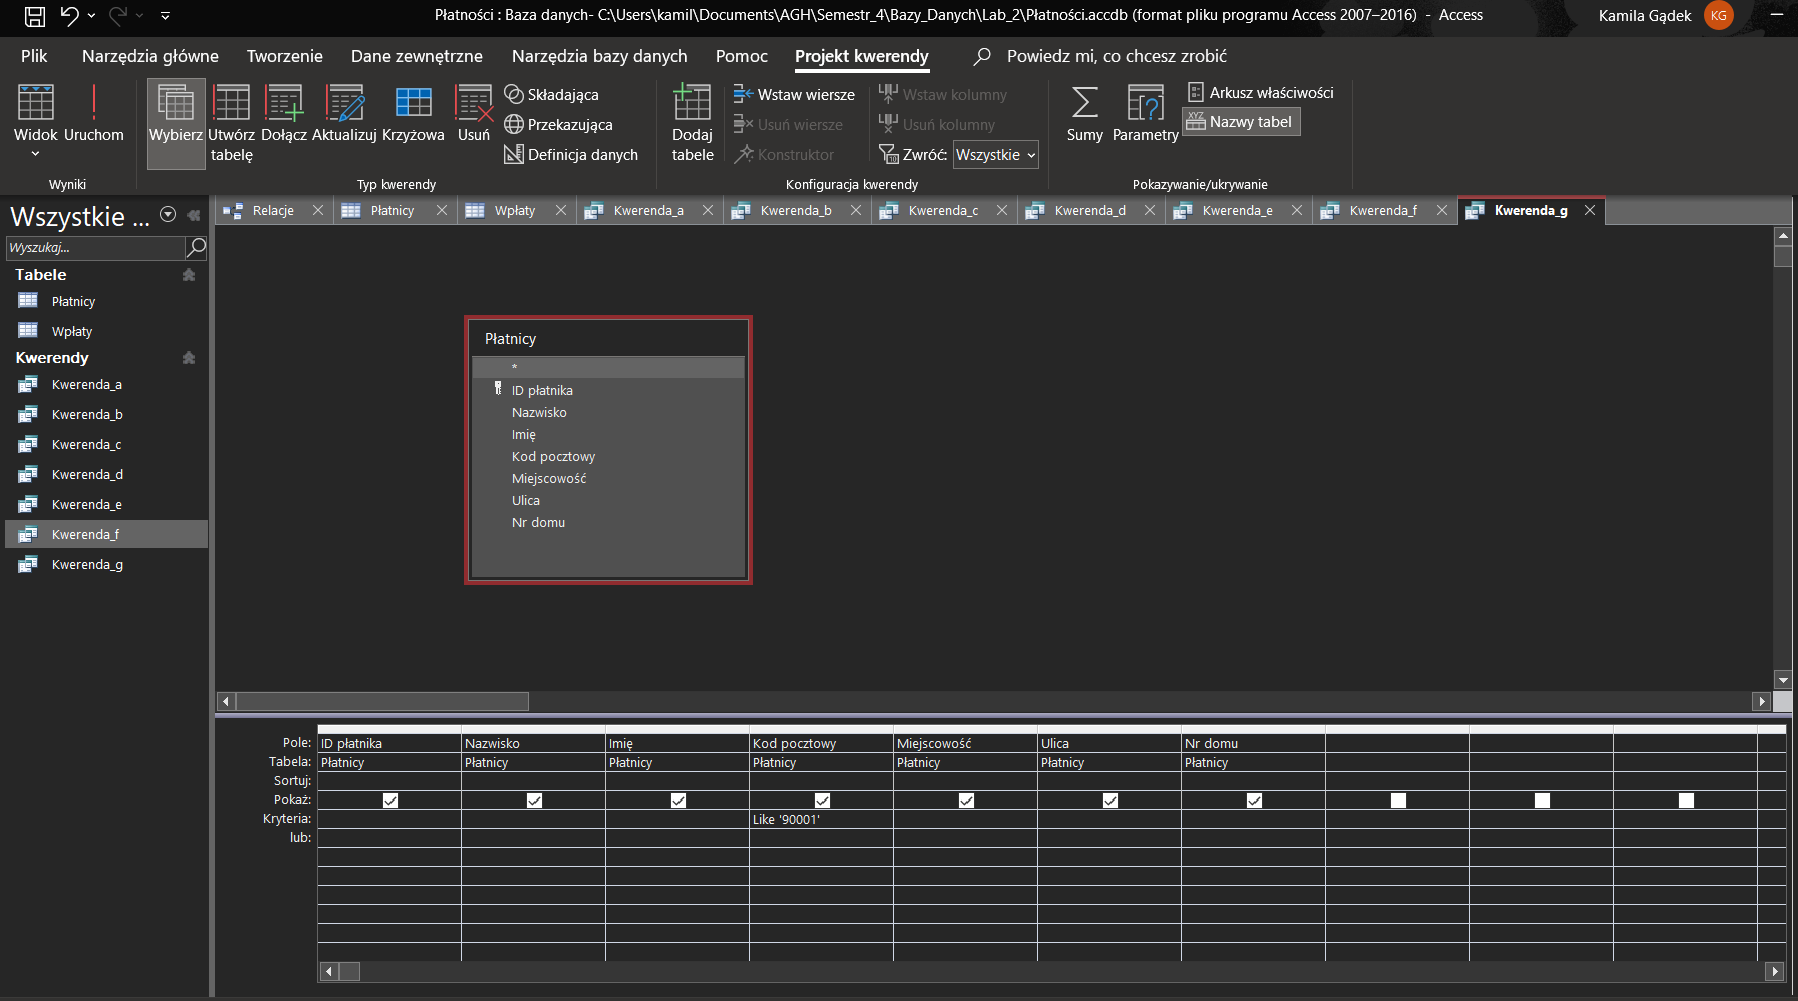 Płatności : Baza danych- C:\Users\kamil\Documents\AGH\Semestr_4\Bazy_Danych\Lab_2\Płatności.accdb (format pliku programu Access 2007–2016) - Access
Kamila Gądek
KG
Plik
Narzędzia główne
Tworzenie
Dane zewnętrzne
Narzędzia bazy danych
Pomoc
Projekt kwerendy
Powiedz mi, co chcesz zrobić
Widok
Uruchom
Wyniki
Wybierz
Utwórz
tabelę
Dołącz
Aktualizuj
Krzyżowa
Usuń
Składająca
Przekazująca
Definicja danych
Typ kwerendy
Dodaj
tabele
Wstaw wiersze
Usuń wiersze
Konstruktor
Wstaw kolumny
Usuń kolumny
Zwróć: Wszystkie
Konfiguracja kwerendy
Sumy
Parametry
Arkusz właściwości
XYZ
Nazwy tabel
Pokazywanie/ukrywanie
Wszystkie ...
Wyszukaj...
Tabele
Płatnicy
Wpłaty
Kwerendy
Kwerenda_a
Kwerenda_b
Kwerenda_c
Kwerenda_d
Kwerenda_e
Kwerenda_f
Kwerenda_g
Relacje
Płatnicy
Wpłaty
Kwerenda_a
Kwerenda_b
Kwerenda_c
Kwerenda_d
Kwerenda_e
Kwerenda_f
Kwerenda_g
Płatnicy
*
ID płatnika
Nazwisko
Imię
Kod pocztowy
Miejscowość
Ulica
Nr domu
Pole: ID płatnika Nazwisko Imię Kod pocztowy Miejscowość Ulica Nr domu
Tabela: Płatnicy Płatnicy Płatnicy Płatnicy Płatnicy Płatnicy Płatnicy
Sortuj:
Pokaż:
Kryteria: Like '90001'
lub: